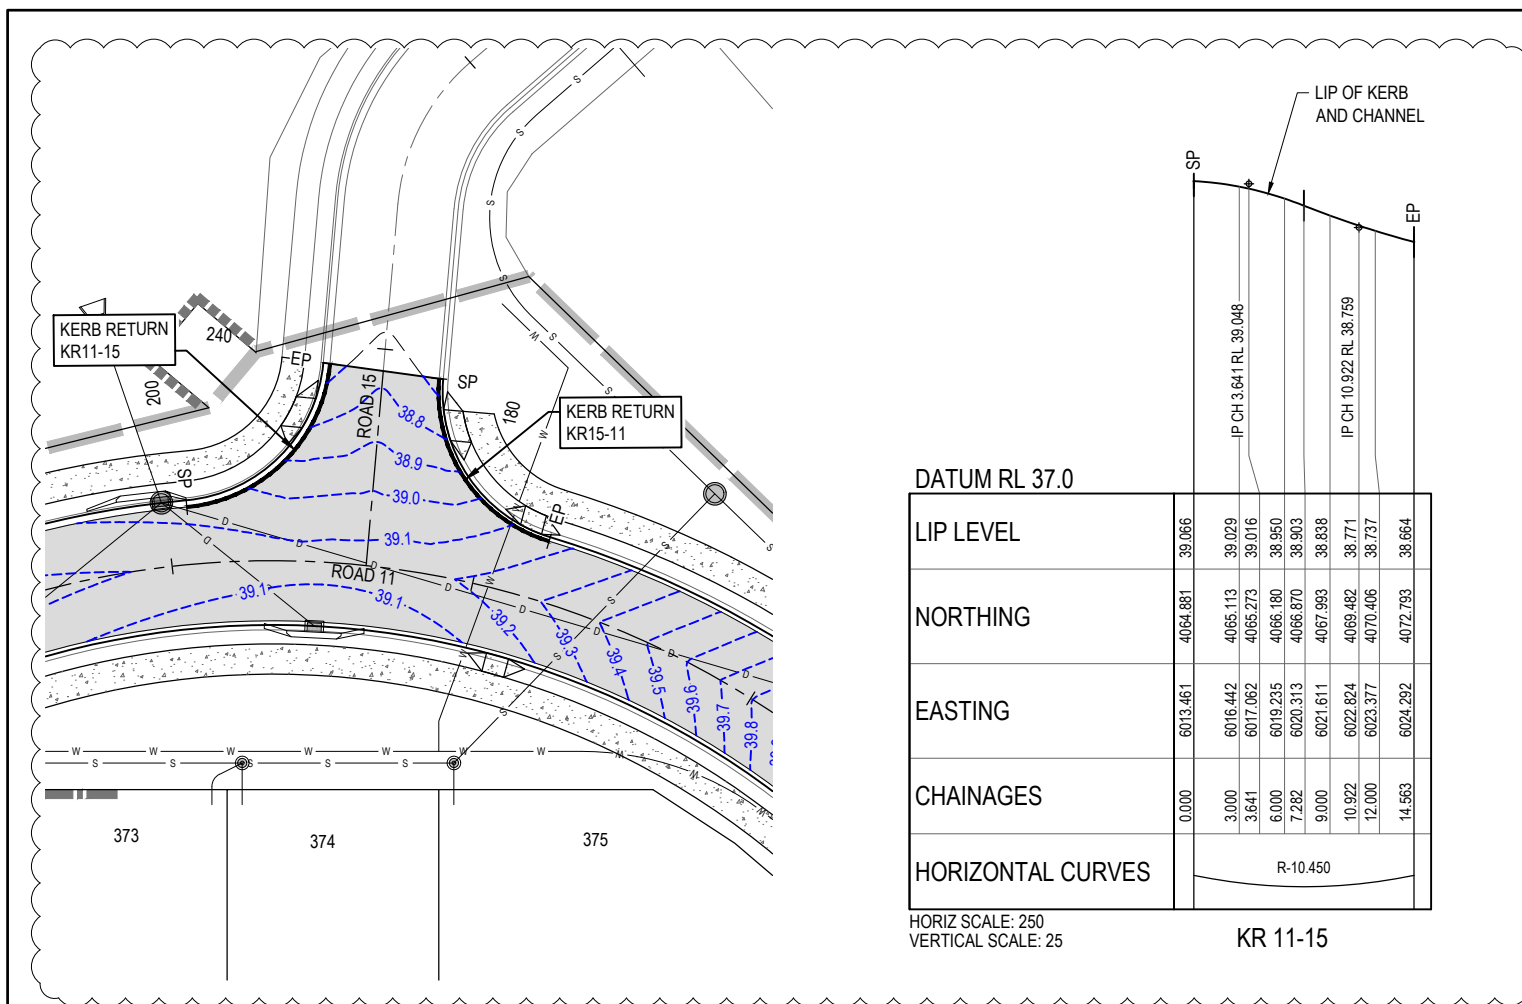 LIP OF KERB
AND CHANNEL
SP
EP
IP CH 3.641 RL 39.048
IP CH 10.922 RL 38.759
KERB RETURN
KR11-15
240
200
EP
SP
SP
180
KERB RETURN
KR15-11
EP
ROAD 15
ROAD 11
38.8
38.9
39.0
39.1
39.1
39.1
39.2
39.3
39.4
39.5
39.6
39.7
39.8
S S S S S S S S S
W W W W
D D D D D D D
W W W W W W W W W W W
S S S S S
373
374
375
DATUM RL 37.0
LIP LEVEL 39.066 39.029 39.016 38.950 38.903 38.838 38.771 38.737 38.664
NORTHING 4064.881 4065.113 4065.273 4066.180 4066.870 4067.993 4069.482 4070.406 4072.793
EASTING 6013.461 6016.442 6017.062 6019.235 6020.313 6021.611 6022.824 6023.377 6024.292
CHAINAGES 0.000 3.000 3.641 6.000 7.282 9.000 10.922 12.000 14.563
HORIZONTAL CURVES R-10.450
HORIZ SCALE: 250
VERTICAL SCALE: 25
KR 11-15